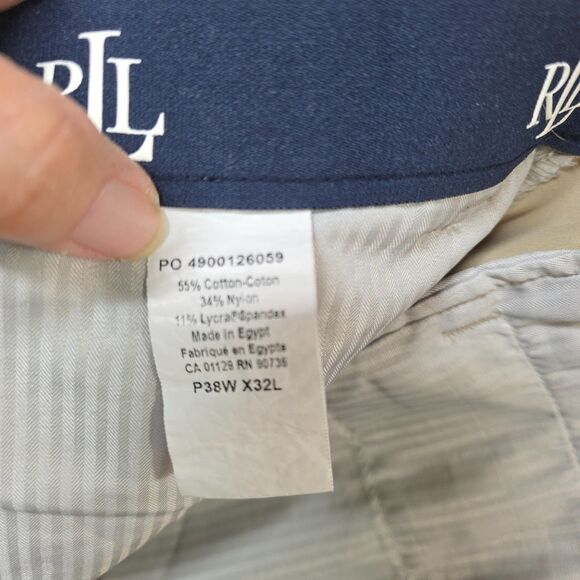 RLL
RLL
PO 4900126059
55% Cotton-Coton
34% Nylon
11% Lycra®Spandex
Made in Egypt
Fabriqué en Egypte
CA 01129 RN 90736
P38W X32L